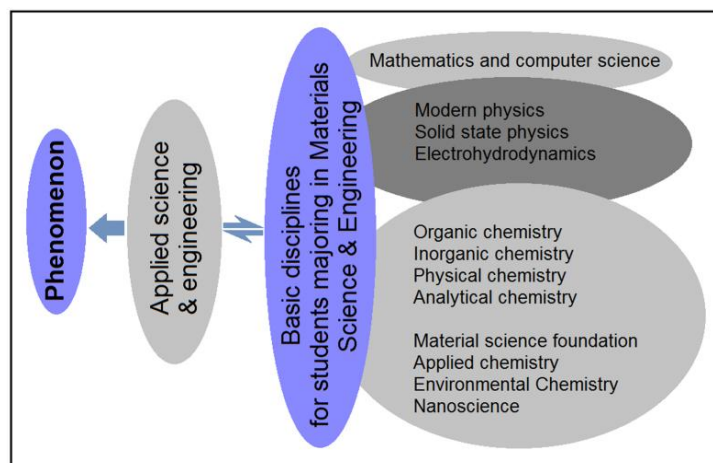 Phenomenon
Applied science
& engineering
Basic disciplines
for students majoring in Materials
Science & Engineering
Mathematics and computer science
Modern physics
Solid state physics
Electrohydrodynamics
Organic chemistry
Inorganic chemistry
Physical chemistry
Analytical chemistry
Material science foundation
Applied chemistry
Environmental Chemistry
Nanoscience